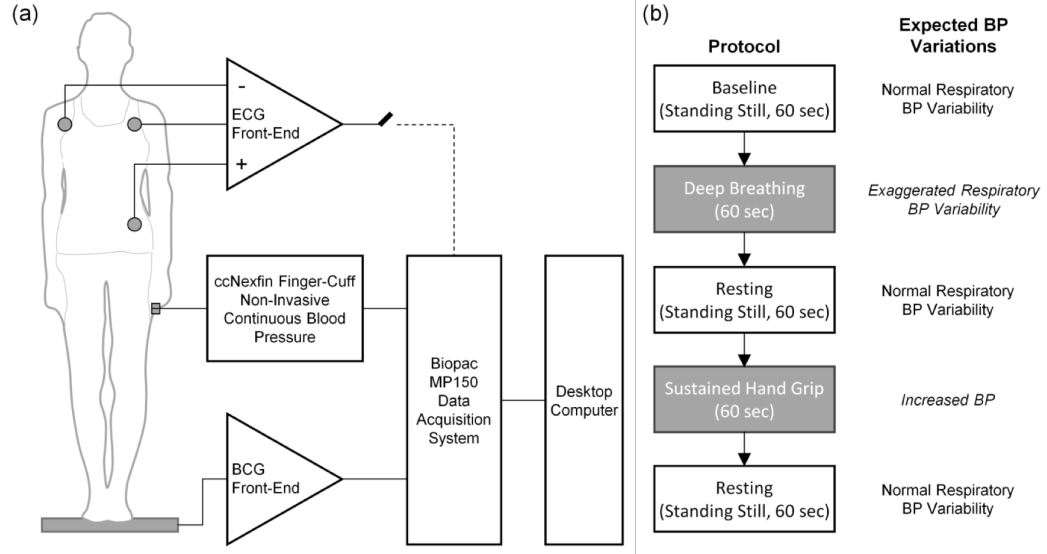 (a)
-
ECG
Front-End
+
ccNexfin Finger-Cuff
Non-Invasive
Continuous Blood
Pressure
Biopac
MP150
Data
Acquisition
System
Desktop
Computer
BCG
Front-End
(b)
Protocol
Expected BP
Variations
Baseline
(Standing Still, 60 sec)
Normal Respiratory
BP Variability
Deep Breathing
(60 sec)
Exaggerated Respiratory
BP Variability
Resting
(Standing Still, 60 sec)
Normal Respiratory
BP Variability
Sustained Hand Grip
(60 sec)
Increased BP
Resting
(Standing Still, 60 sec)
Normal Respiratory
BP Variability